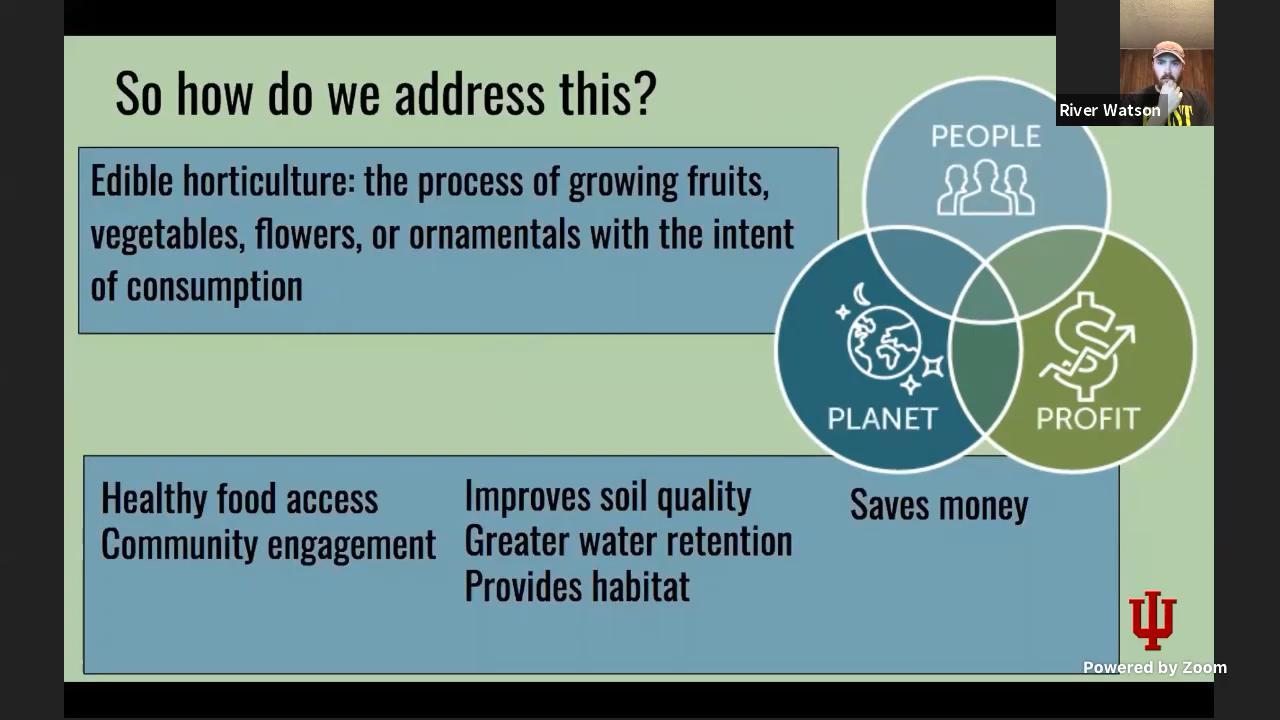 So how do we address this?
River Watson
PEOPLE
Edible horticulture: the process of growing fruits,
vegetables, flowers, or ornamentals with the intent
of consumption
PLANET
PROFIT
Healthy food access
Community engagement
Improves soil quality
Greater water retention
Provides habitat
Saves money
Powered by Zoom